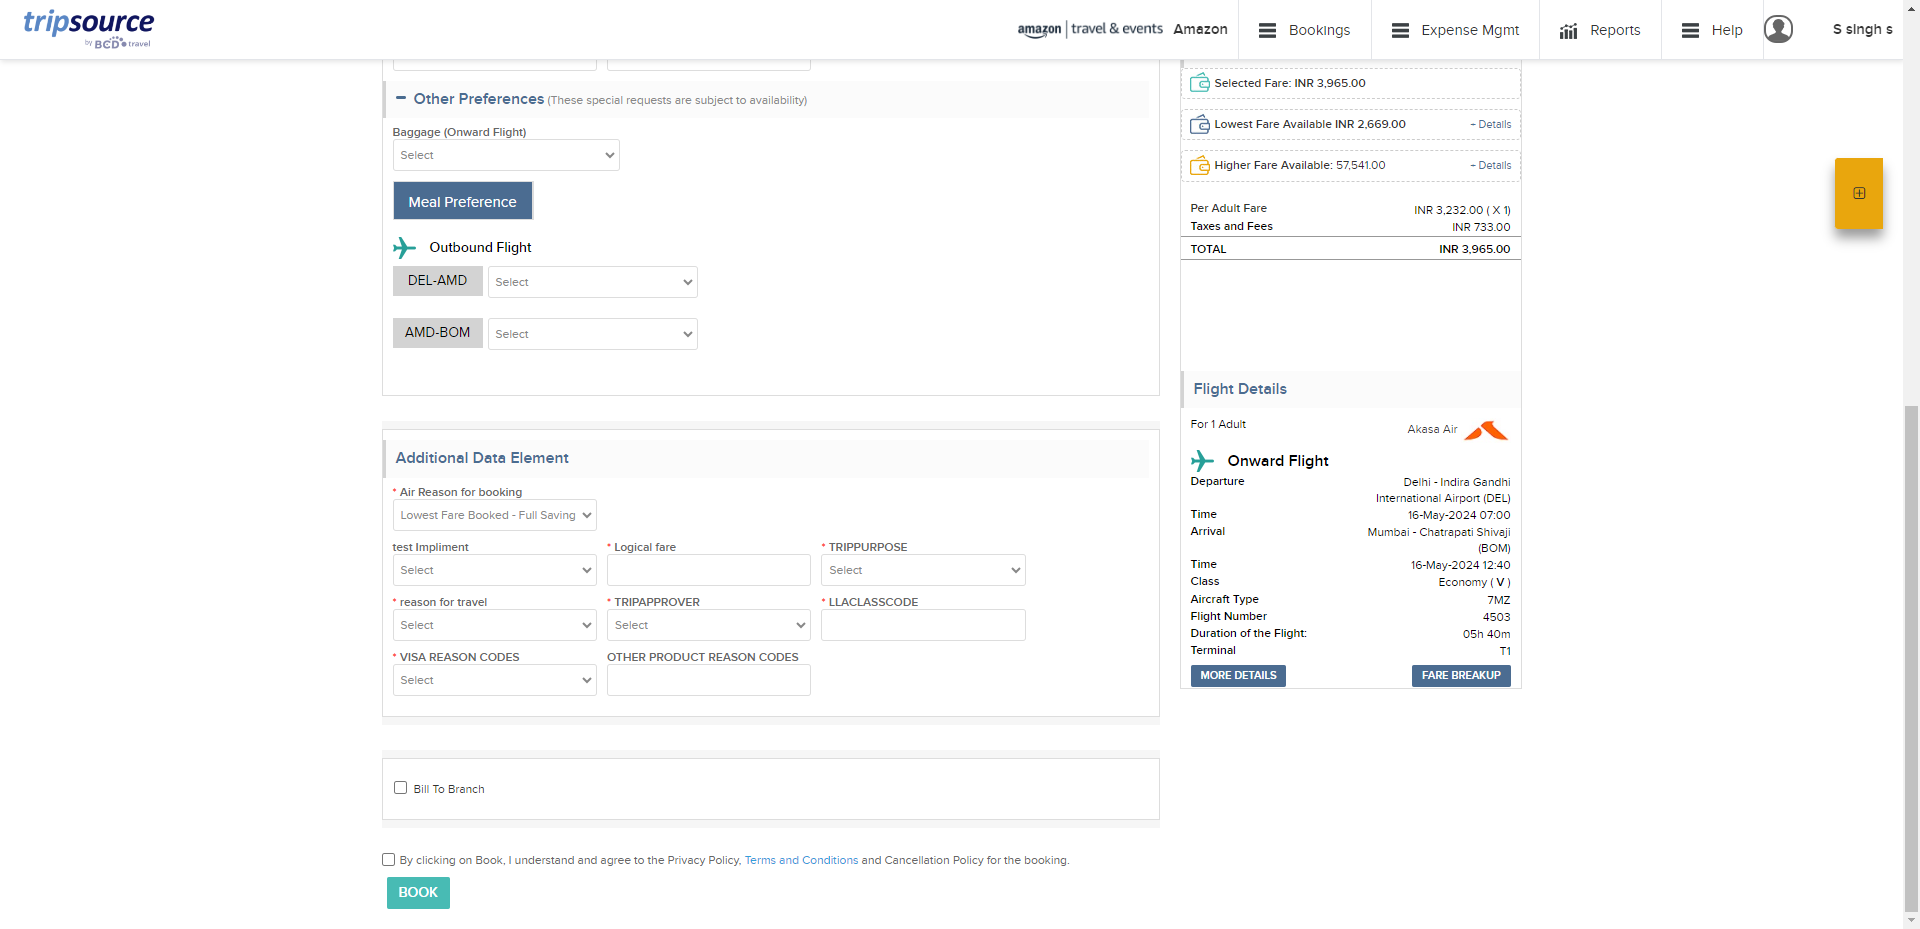 tripsource
by BCD travel
amazon | travel & events Amazon
Bookings
Expense Mgmt
Reports
Help
S singh s
Other Preferences (These special requests are subject to availability)
Baggage (Onward Flight)
Select
Meal Preference
Outbound Flight
DEL-AMD Select
AMD-BOM Select
Additional Data Element
* Air Reason for booking
Lowest Fare Booked - Full Saving
test Impliment * Logical fare * TRIPPURPOSE
Select Select
* reason for travel * TRIPAPPROVER * LLACLASSCODE
Select Select
* VISA REASON CODES OTHER PRODUCT REASON CODES
Select
Bill To Branch
By clicking on Book, I understand and agree to the Privacy Policy, Terms and Conditions and Cancellation Policy for the booking.
BOOK
Selected Fare: INR 3,965.00
Lowest Fare Available INR 2,669.00 + Details
Higher Fare Available: 57,541.00 + Details
Per Adult Fare INR 3,232.00 ( X 1)
Taxes and Fees INR 733.00
TOTAL INR 3,965.00
Flight Details
For 1 Adult Akasa Air
Onward Flight
Departure Delhi - Indira Gandhi
International Airport (DEL)
Time 16-May-2024 07:00
Arrival Mumbai - Chatrapati Shivaji
(BOM)
Time 16-May-2024 12:40
Class Economy ( V )
Aircraft Type 7MZ
Flight Number 4503
Duration of the Flight: 05h 40m
Terminal T1
MORE DETAILS FARE BREAKUP